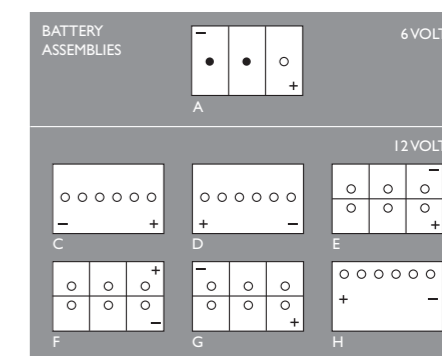 BATTERY
ASSEMBLIES
6 VOLT
–
+
A
12 VOLT
– +
C
+ –
D
–
+
E
+
–
F
–
+
G
+ –
H